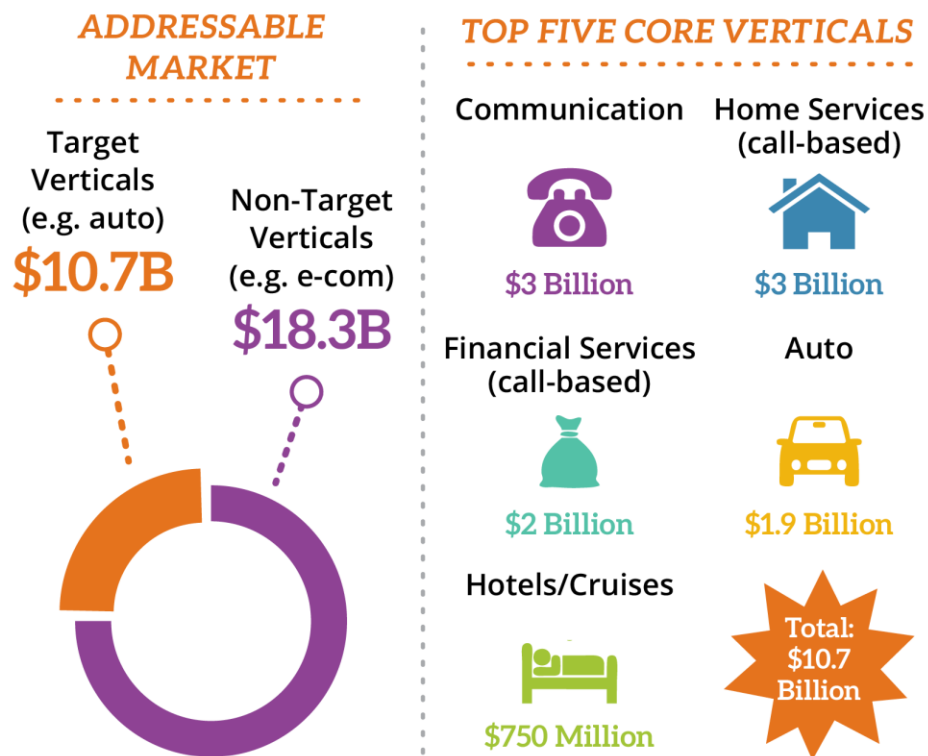 ADDRESSABLE
MARKET
Target
Verticals
(e.g. auto)
$10.7B
Non-Target
Verticals
(e.g. e-com)
$18.3B
TOP FIVE CORE VERTICALS
Communication
$3 Billion
Home Services
(call-based)
$3 Billion
Financial Services
(call-based)
$2 Billion
Auto
$1.9 Billion
Hotels/Cruises
$750 Million
Total:
$10.7
Billion